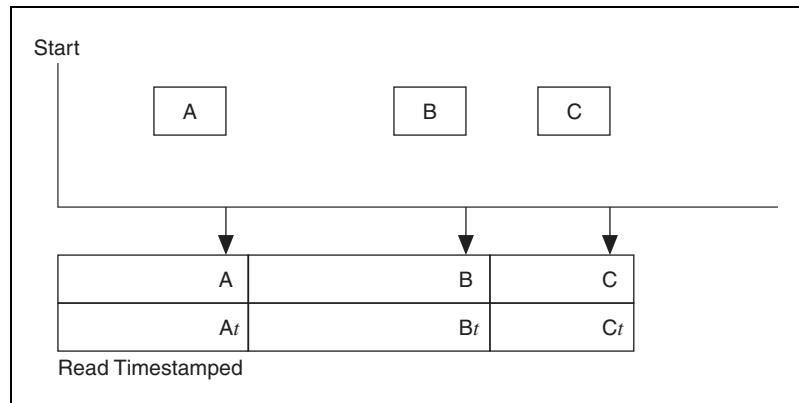 Start
A B C
A B C
At Bt Ct
Read Timestamped